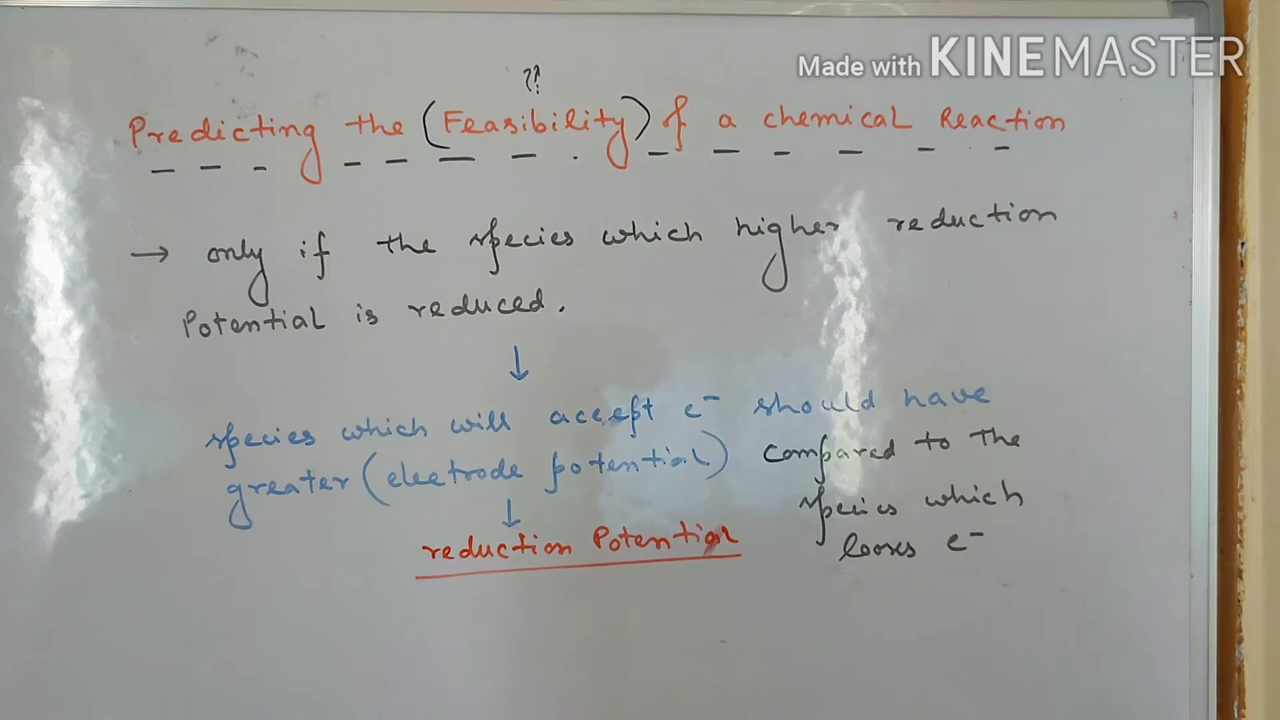 Made with KINEMASTER
??
Predicting the (Feasibility) of a chemical Reaction
→ only if the species which higher reduction
Potential is reduced.
↓
species which will accept e⁻ should have
greater (electrode potential) compared to the
↓ species which
reduction Potential looses e⁻